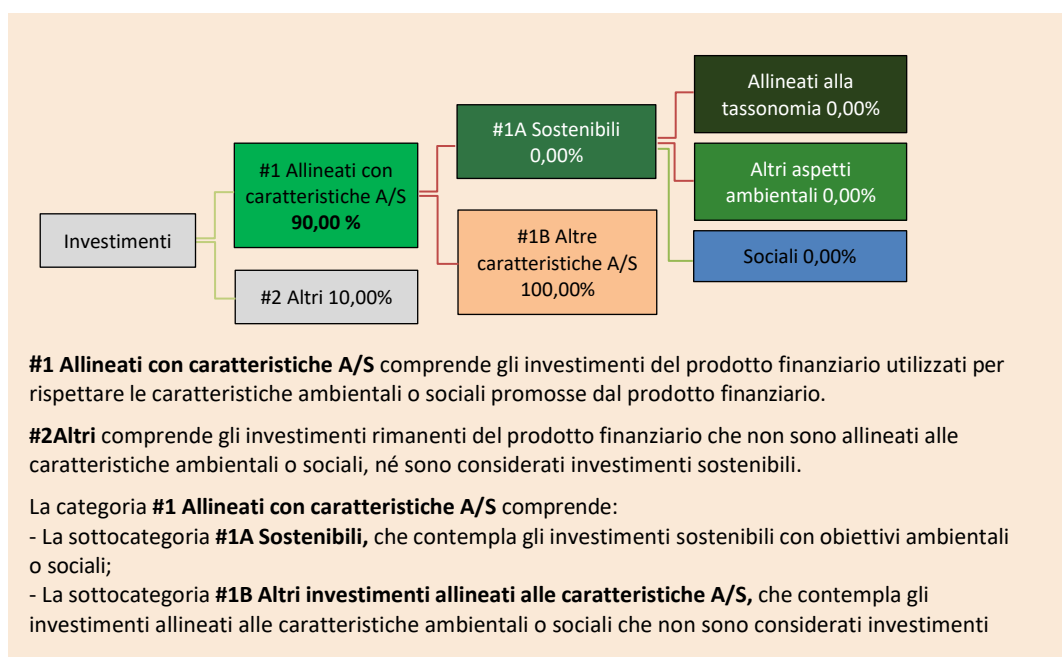 Investimenti
#1 Allineati con
caratteristiche A/S
90,00 %
#2 Altri 10,00%
#1A Sostenibili
0,00%
#1B Altre
caratteristiche A/S
100,00%
Allineati alla
tassonomia 0,00%
Altri aspetti
ambientali 0,00%
Sociali 0,00%
#1 Allineati con caratteristiche A/S comprende gli investimenti del prodotto finanziario utilizzati per
rispettare le caratteristiche ambientali o sociali promosse dal prodotto finanziario.
#2Altri comprende gli investimenti rimanenti del prodotto finanziario che non sono allineati alle
caratteristiche ambientali o sociali, né sono considerati investimenti sostenibili.
La categoria #1 Allineati con caratteristiche A/S comprende:
- La sottocategoria #1A Sostenibili, che contempla gli investimenti sostenibili con obiettivi ambientali
o sociali;
- La sottocategoria #1B Altri investimenti allineati alle caratteristiche A/S, che contempla gli
investimenti allineati alle caratteristiche ambientali o sociali che non sono considerati investimenti